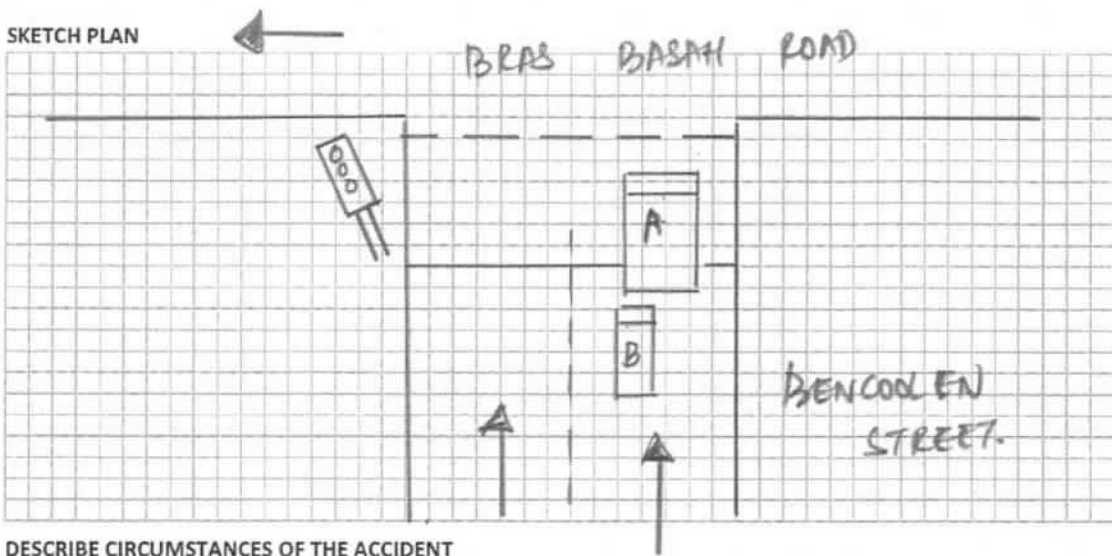 SKETCH PLAN
BRAS BASAH ROAD
A
B
BENCOOLEN
STREET.
DESCRIBE CIRCUMSTANCES OF THE ACCIDENT